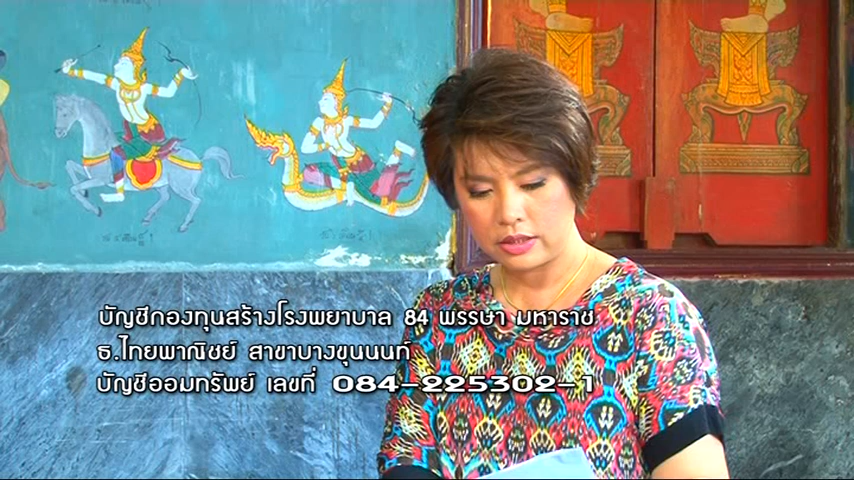 บัญชีกองทุนสร้างโรงพยาบาล 84 พรรษา มหาราช
ธ.ไทยพาณิชย์ สาขาบางขุนนนท์
บัญชีออมทรัพย์ เลขที่ 084-225302-1